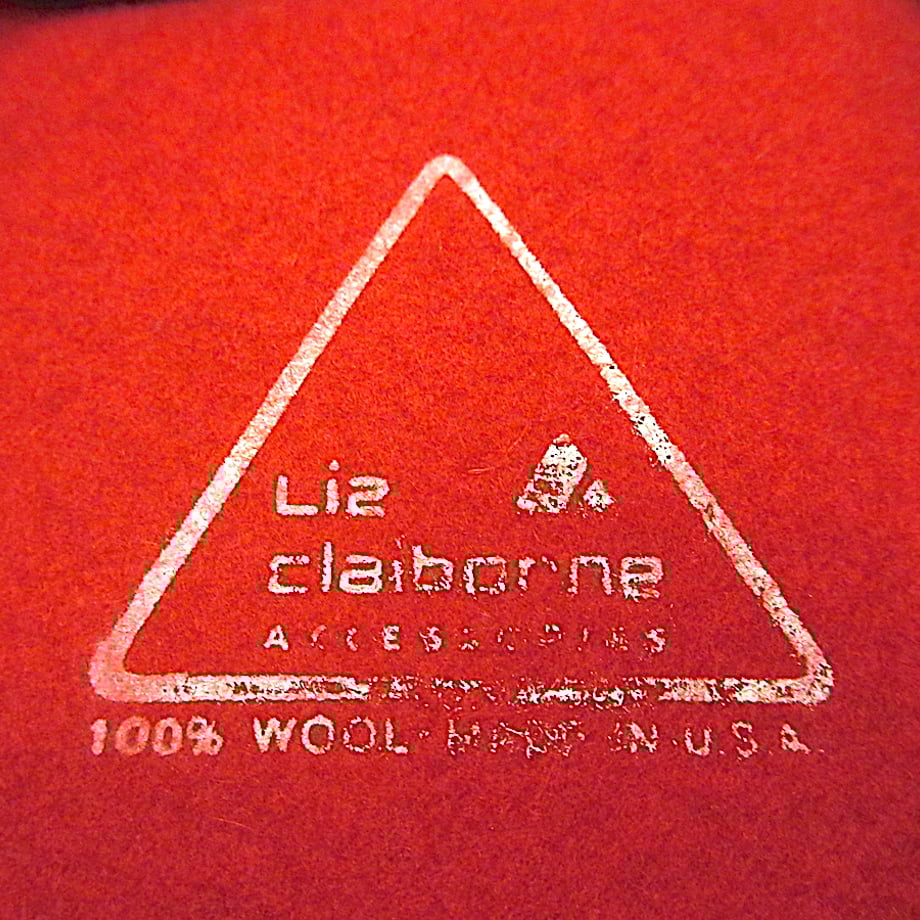 Liz
claiborne
ACCESSORIES
100% WOOL · MADE IN U.S.A.